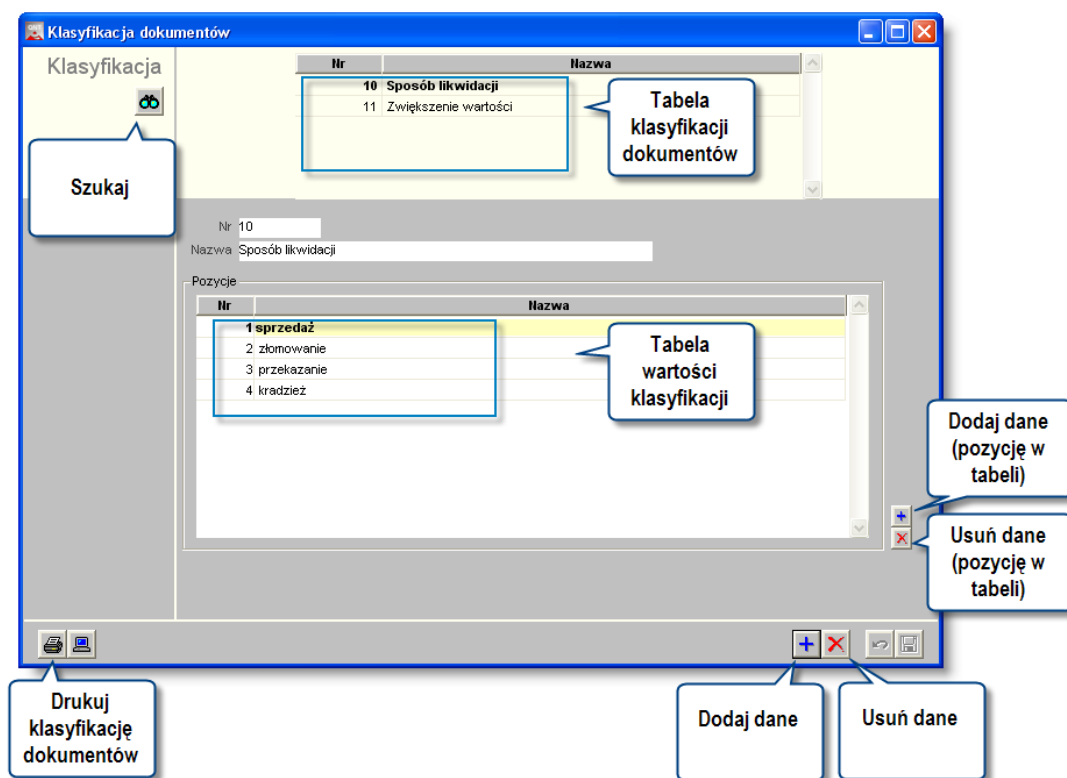 Klasyfikacja dokumentów
Klasyfikacja
Nr Nazwa
10 Sposób likwidacji
11 Zwiększenie wartości
Tabela
klasyfikacji
dokumentów
Szukaj
Nr 10
Nazwa Sposób likwidacji
Pozycje
Nr Nazwa
1 sprzedaż
2 złomowanie
3 przekazanie
4 kradzież
Tabela
wartości
klasyfikacji
Dodaj dane
(pozycję w
tabeli)
Usuń dane
(pozycję w
tabeli)
Drukuj
klasyfikację
dokumentów
Dodaj dane
Usuń dane